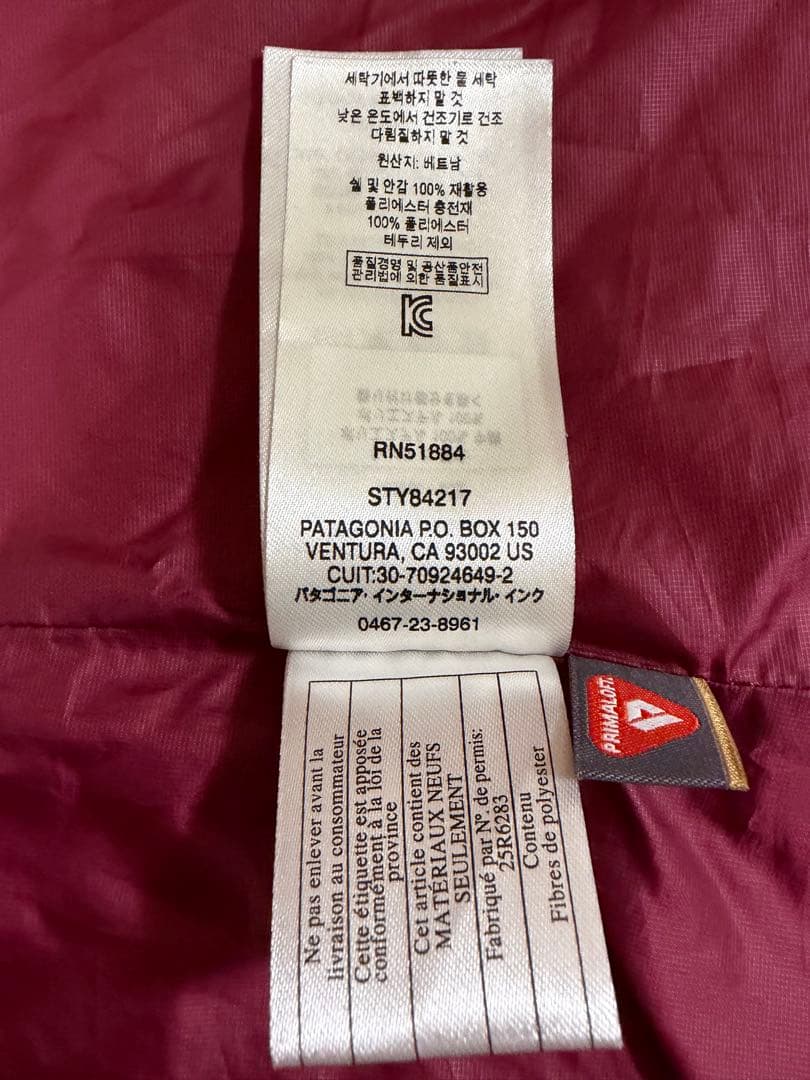 세탁기에서 따뜻한 물 세탁
표백하지 말 것
낮은 온도에서 건조기로 건조
다림질하지 말 것
원산지: 베트남
쉘 및 안감 100% 재활용
폴리에스터 충전재
100% 폴리에스터
테두리 제외
품질경영 및 공산품안전
관리법에 의한 품질표시
RN51884
STY84217
PATAGONIA P.O. BOX 150
VENTURA, CA 93002 US
CUIT:30-70924649-2
パタゴニア・インターナショナル・インク
0467-23-8961
PRIMALOFT
Ne pas enlever avant la
livraison au consommateur
Cette étiquette est apposée
conformément à la loi de la
province
Cet article contient des
MATÉRIAUX NEUFS
SEULEMENT
Fabriqué par Nº. de permis:
25R6283
Contenu
Fibres de polyester